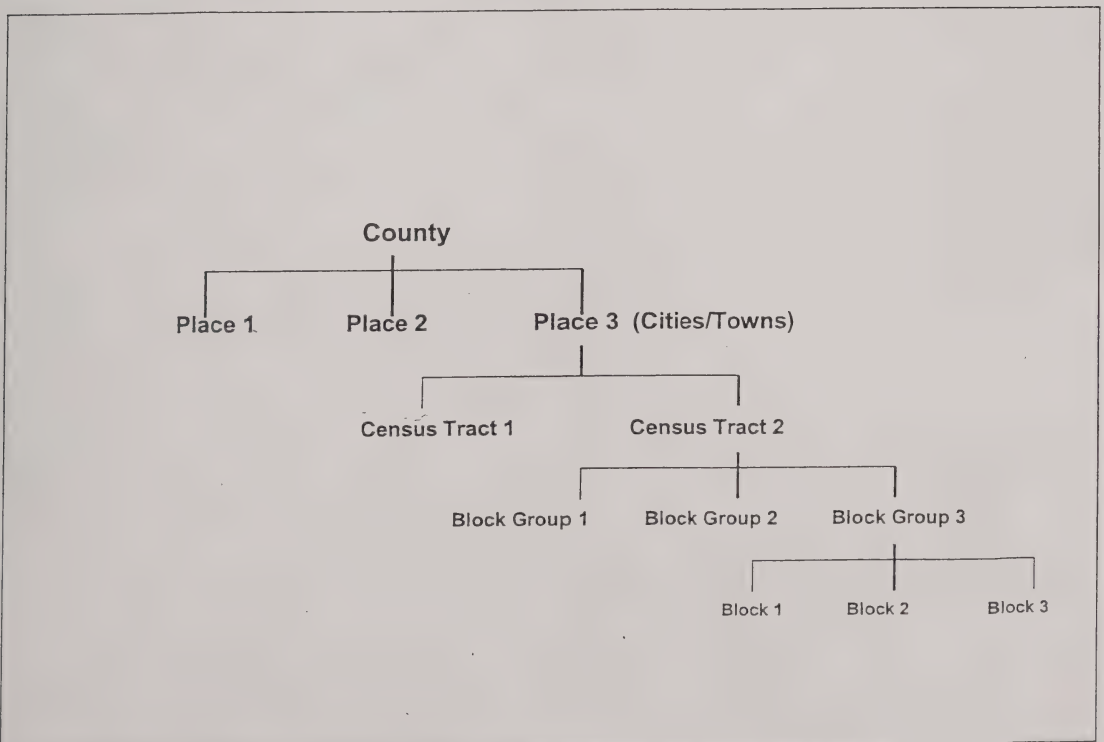 County
Place 1 Place 2 Place 3 (Cities/Towns)
Census Tract 1 Census Tract 2
Block Group 1 Block Group 2 Block Group 3
Block 1 Block 2 Block 3